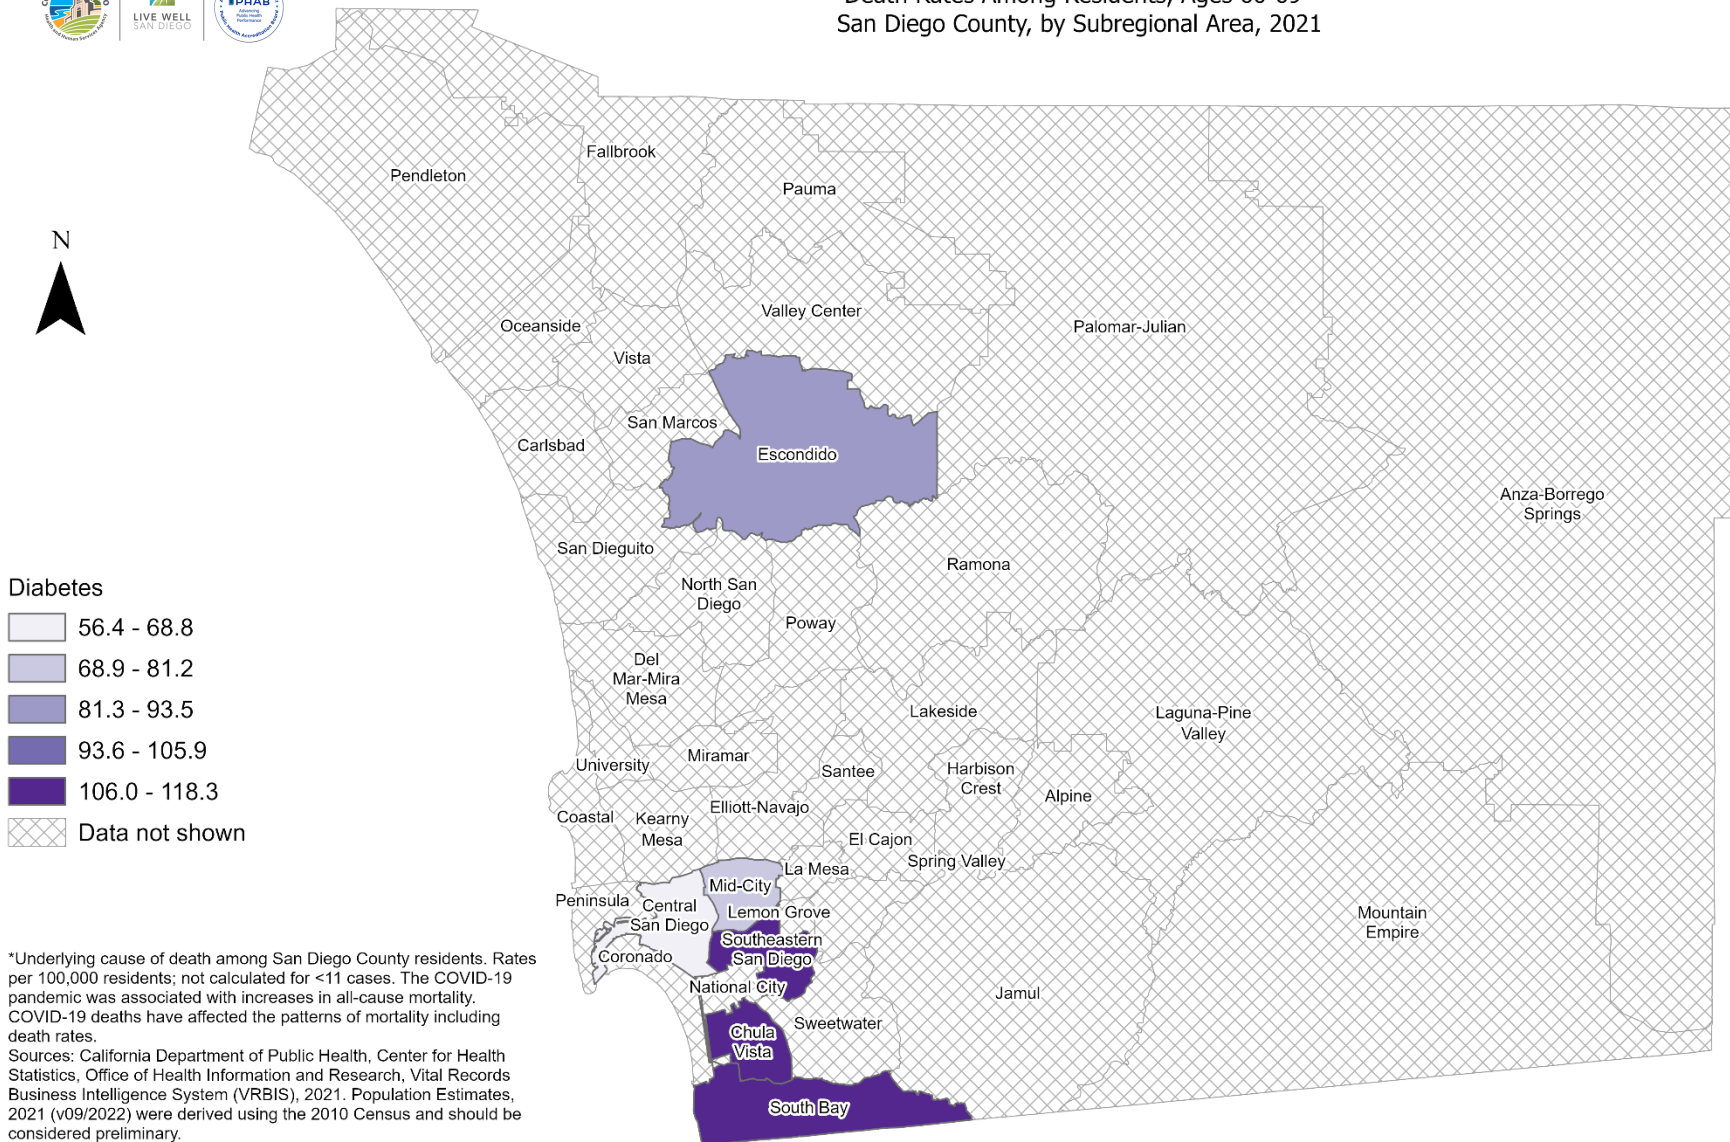 LIVE WELL
SAN DIEGO
PHAB
Advancing
Public Health
Performance
San Diego County, by Subregional Area, 2021
Fallbrook
Pendleton
Pauma
N
Valley Center
Oceanside
Palomar-Julian
Vista
San Marcos
Carlsbad
Escondido
Anza-Borrego
Springs
San Dieguito
Ramona
North San
Diego
Poway
Del
Mar-Mira
Mesa
Lakeside
Laguna-Pine
Valley
Miramar
University
Santee
Harbison
Crest
Alpine
Elliott-Navajo
Coastal
Kearny
Mesa
El Cajon
Spring Valley
La Mesa
Mid-City
Peninsula
Central
San Diego
Lemon Grove
Mountain
Empire
Southeastern
San Diego
Coronado
National City
Jamul
Sweetwater
Chula
Vista
South Bay
Diabetes
56.4 - 68.8
68.9 - 81.2
81.3 - 93.5
93.6 - 105.9
106.0 - 118.3
Data not shown
*Underlying cause of death among San Diego County residents. Rates
per 100,000 residents; not calculated for <11 cases. The COVID-19
pandemic was associated with increases in all-cause mortality.
COVID-19 deaths have affected the patterns of mortality including
death rates.
Sources: California Department of Public Health, Center for Health
Statistics, Office of Health Information and Research, Vital Records
Business Intelligence System (VRBIS), 2021. Population Estimates,
2021 (v09/2022) were derived using the 2010 Census and should be
considered preliminary.